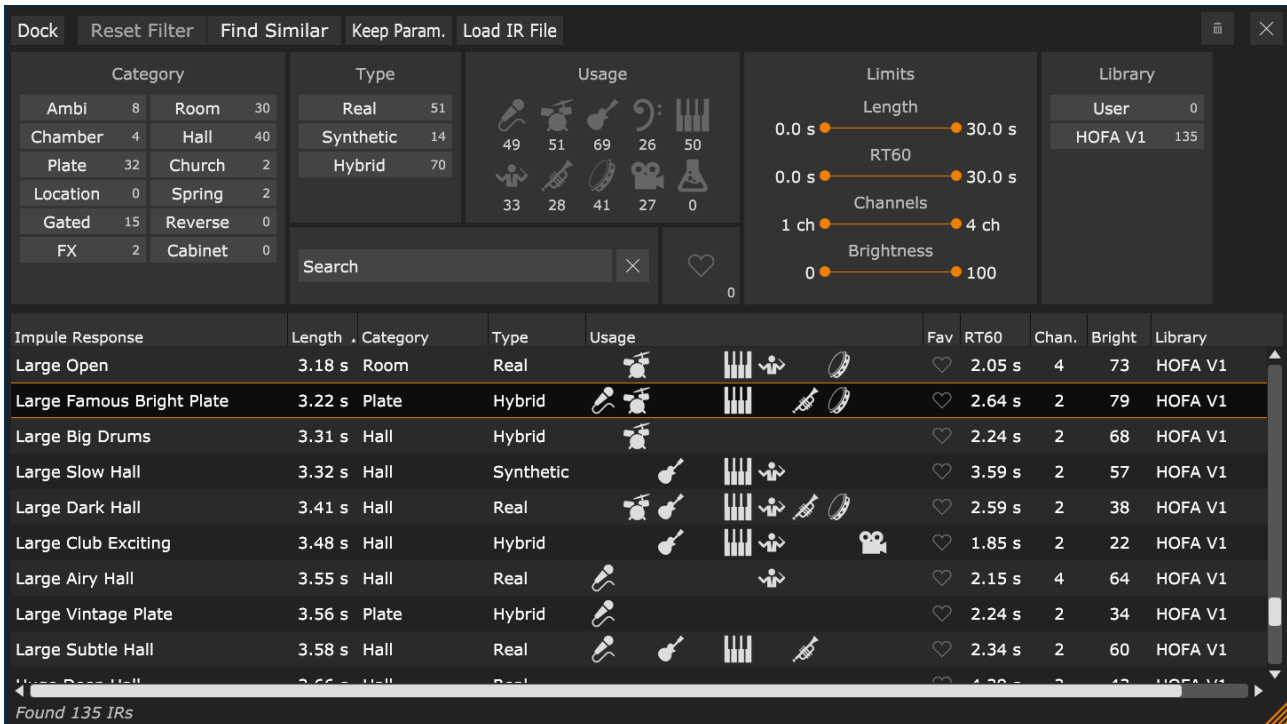 Dock Reset Filter Find Similar Keep Param. Load IR File
Category
Ambi 8 Room 30
Chamber 4 Hall 40
Plate 32 Church 2
Location 0 Spring 2
Gated 15 Reverse 0
FX 2 Cabinet 0
Type
Real 51
Synthetic 14
Hybrid 70
Usage
49 51 69 26 50
33 28 41 27 0
Search
0
Limits
Length
0.0 s 30.0 s
RT60
0.0 s 30.0 s
Channels
1 ch 4 ch
Brightness
0 100
Library
User 0
HOFA V1 135
Impule Response Length Category Type Usage Fav RT60 Chan. Bright Library
Large Open 3.18 s Room Real 2.05 s 4 73 HOFA V1
Large Famous Bright Plate 3.22 s Plate Hybrid 2.64 s 2 79 HOFA V1
Large Big Drums 3.31 s Hall Hybrid 2.24 s 2 68 HOFA V1
Large Slow Hall 3.32 s Hall Synthetic 3.59 s 2 57 HOFA V1
Large Dark Hall 3.41 s Hall Real 2.59 s 2 38 HOFA V1
Large Club Exciting 3.48 s Hall Hybrid 1.85 s 2 22 HOFA V1
Large Airy Hall 3.55 s Hall Real 2.15 s 4 64 HOFA V1
Large Vintage Plate 3.56 s Plate Hybrid 2.24 s 2 34 HOFA V1
Large Subtle Hall 3.58 s Hall Real 2.34 s 2 60 HOFA V1
Found 135 IRs